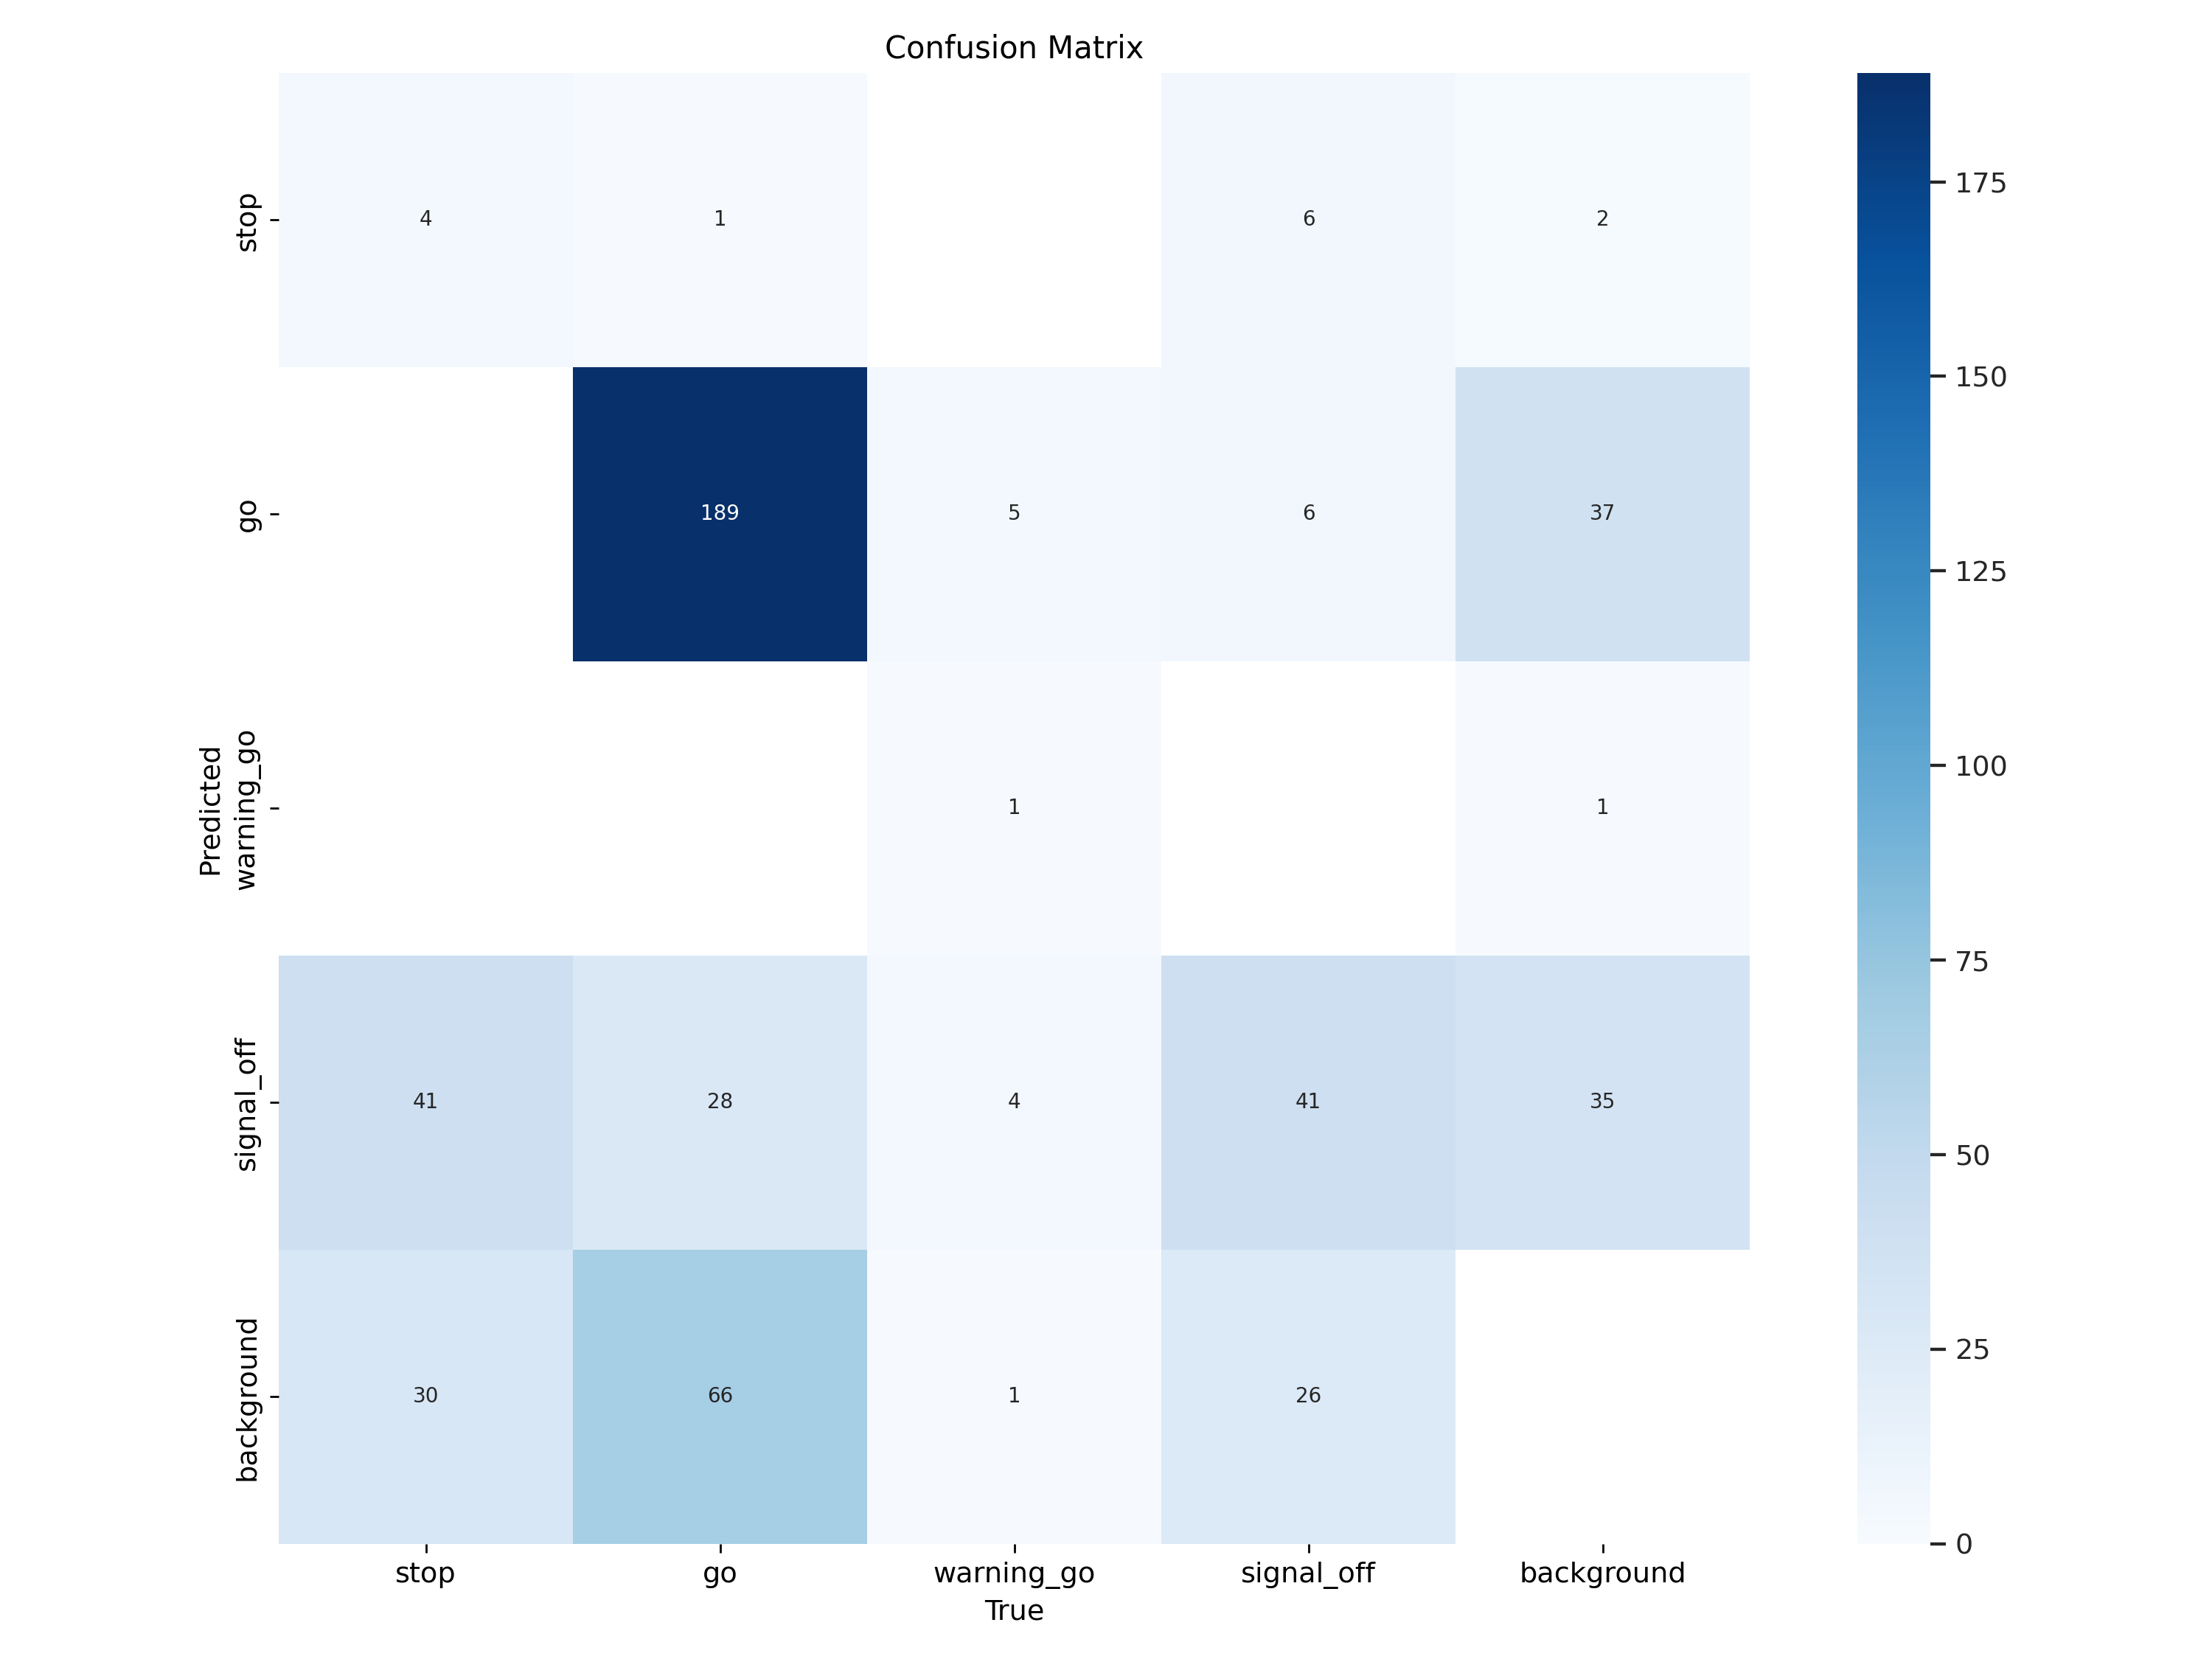 Confusion Matrix
stop
4 1 6 2
175
go
189 5 6 37
150
125
Predicted
warning_go
1 1
100
75
signal_off
41 28 4 41 35
50
background
30 66 1 26
25
0
stop go warning_go signal_off background
True